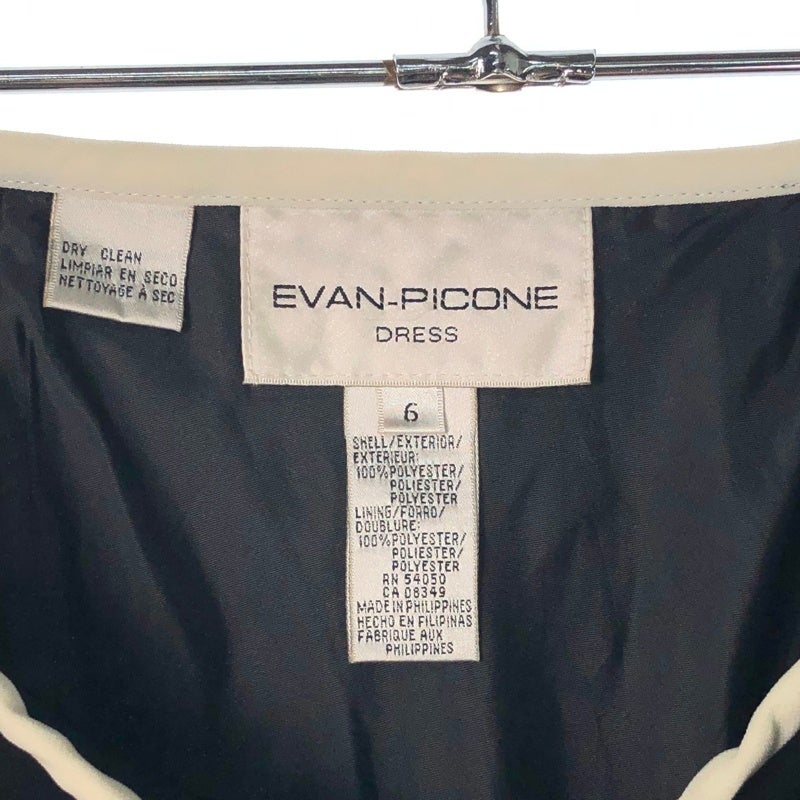 DRY CLEAN
LIMPIAR EN SECO
NETTOYAGE À SEC
EVAN-PICONE
DRESS
6
SHELL/EXTERIOR/
EXTERIEUR:
100%POLYESTER/
POLIESTER/
POLYESTER
LINING/FORRO/
DOUBLURE:
100%POLYESTER/
POLIESTER/
POLYESTER
RN 54050
CA 08349
MADE IN PHILIPPINES
HECHO EN FILIPINAS
FABRIQUE AUX
PHILIPPINES